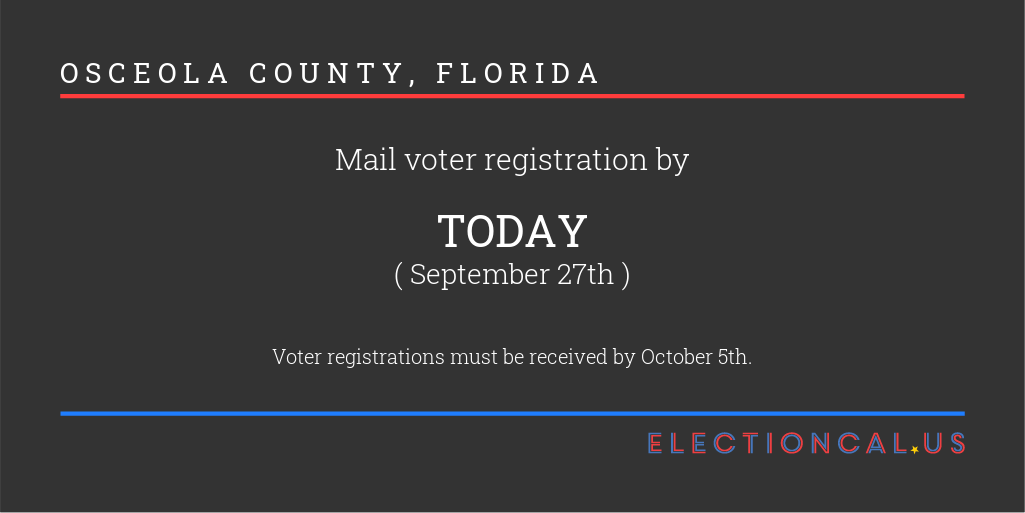 OSCEOLA COUNTY, FLORIDA
Mail voter registration by
TODAY
( September 27th )
Voter registrations must be received by October 5th.
ELECTIONCAL.US